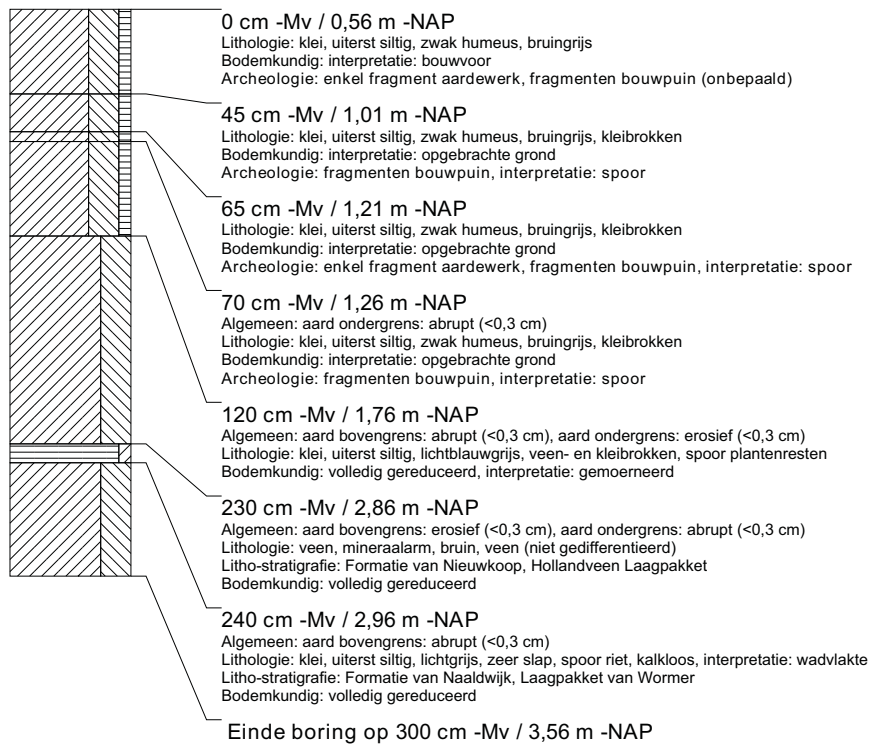 0 cm -Mv / 0,56 m -NAP
Lithologie: klei, uiterst siltig, zwak humeus, bruingrijs
Bodemkundig: interpretatie: bouwvoor
Archeologie: enkel fragment aardewerk, fragmenten bouwpuin (onbepaald)
45 cm -Mv / 1,01 m -NAP
Lithologie: klei, uiterst siltig, zwak humeus, bruingrijs, kleibrokken
Bodemkundig: interpretatie: opgebrachte grond
Archeologie: fragmenten bouwpuin, interpretatie: spoor
65 cm -Mv / 1,21 m -NAP
Lithologie: klei, uiterst siltig, zwak humeus, bruingrijs, kleibrokken
Bodemkundig: interpretatie: opgebrachte grond
Archeologie: enkel fragment aardewerk, fragmenten bouwpuin, interpretatie: spoor
70 cm -Mv / 1,26 m -NAP
Algemeen: aard ondergrens: abrupt (<0,3 cm)
Lithologie: klei, uiterst siltig, zwak humeus, bruingrijs, kleibrokken
Bodemkundig: interpretatie: opgebrachte grond
Archeologie: fragmenten bouwpuin, interpretatie: spoor
120 cm -Mv / 1,76 m -NAP
Algemeen: aard bovengrens: abrupt (<0,3 cm), aard ondergrens: erosief (<0,3 cm)
Lithologie: klei, uiterst siltig, lichtblauwgrijs, veen- en kleibrokken, spoor plantenresten
Bodemkundig: volledig gereduceerd, interpretatie: gemoerneerd
230 cm -Mv / 2,86 m -NAP
Algemeen: aard bovengrens: erosief (<0,3 cm), aard ondergrens: abrupt (<0,3 cm)
Lithologie: veen, mineraalarm, bruin, veen (niet gedifferentieerd)
Litho-stratigrafie: Formatie van Nieuwkoop, Hollandveen Laagpakket
Bodemkundig: volledig gereduceerd
240 cm -Mv / 2,96 m -NAP
Algemeen: aard bovengrens: abrupt (<0,3 cm)
Lithologie: klei, uiterst siltig, lichtgrijs, zeer slap, spoor riet, kalkloos, interpretatie: wadvlakte
Litho-stratigrafie: Formatie van Naaldwijk, Laagpakket van Wormer
Bodemkundig: volledig gereduceerd
Einde boring op 300 cm -Mv / 3,56 m -NAP